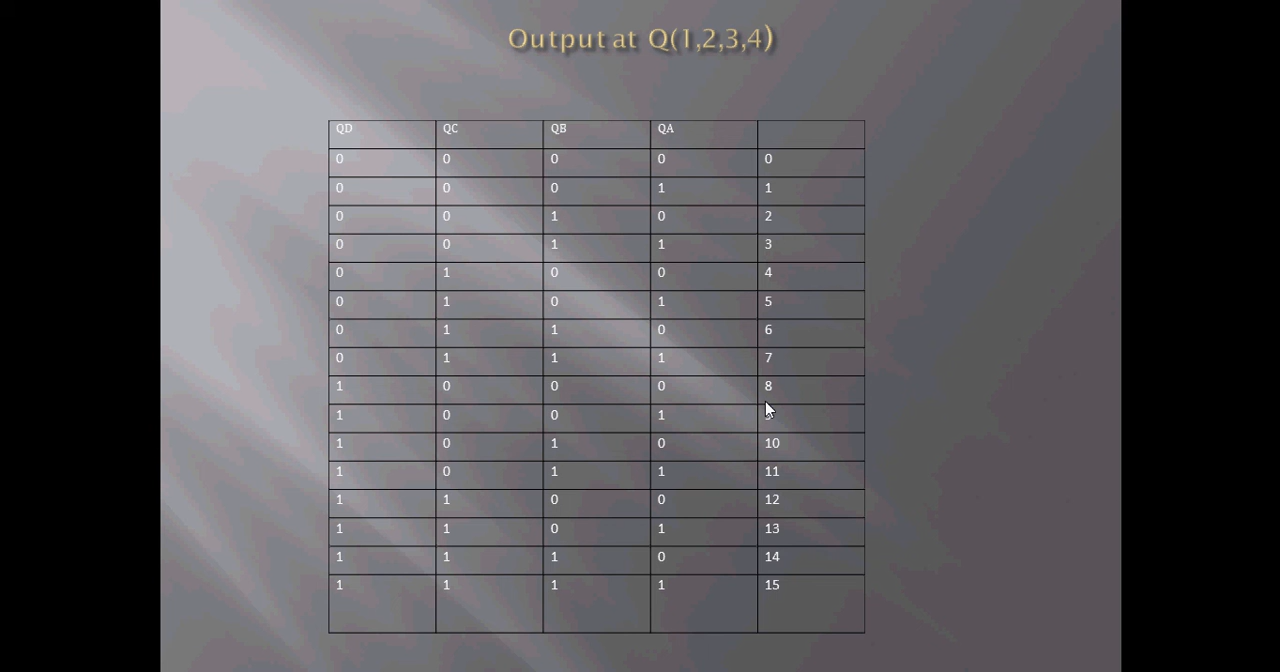 Output at Q(1,2,3,4)
QD QC QB QA
0 0 0 0 0
0 0 0 1 1
0 0 1 0 2
0 0 1 1 3
0 1 0 0 4
0 1 0 1 5
0 1 1 0 6
0 1 1 1 7
1 0 0 0 8
1 0 0 1
1 0 1 0 10
1 0 1 1 11
1 1 0 0 12
1 1 0 1 13
1 1 1 0 14
1 1 1 1 15